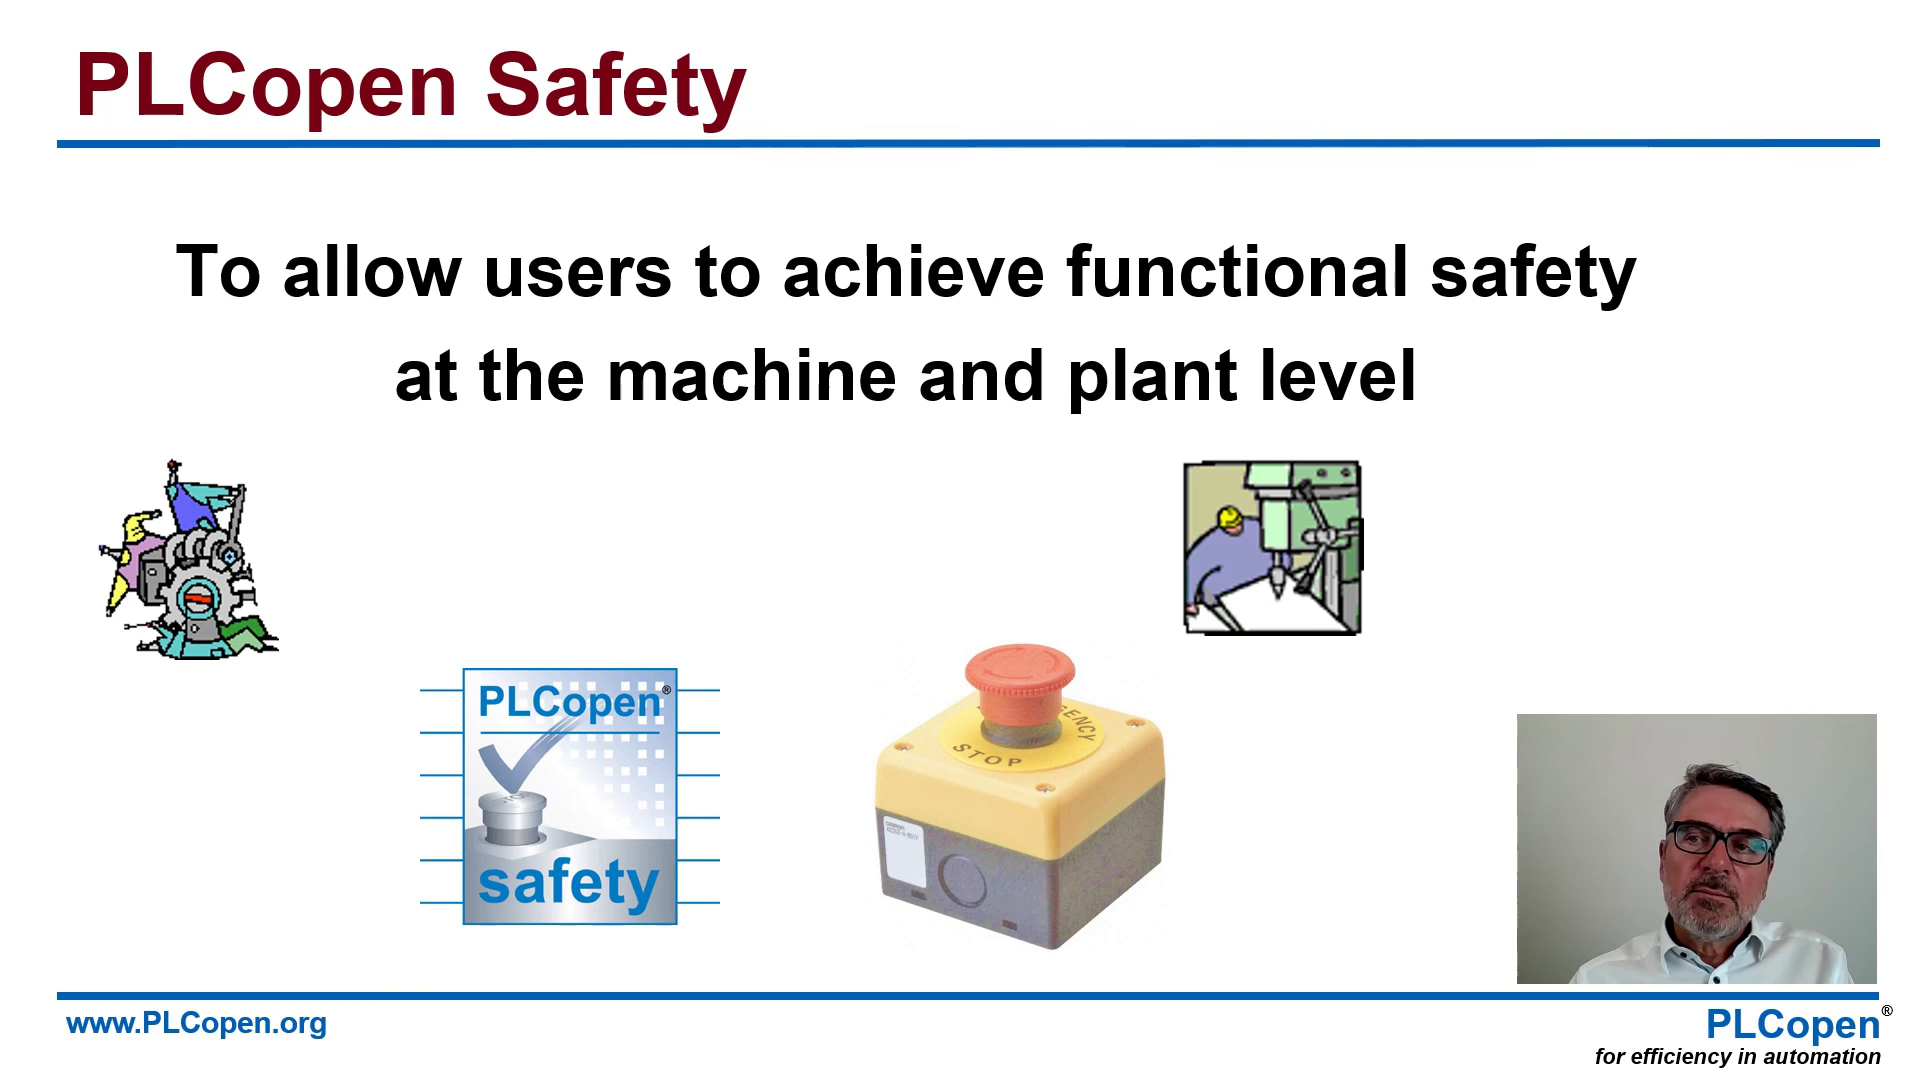 PLCopen Safety
To allow users to achieve functional safety
at the machine and plant level
PLCopen®
safety
STOP
www.PLCopen.org
PLCopen®
for efficiency in automation